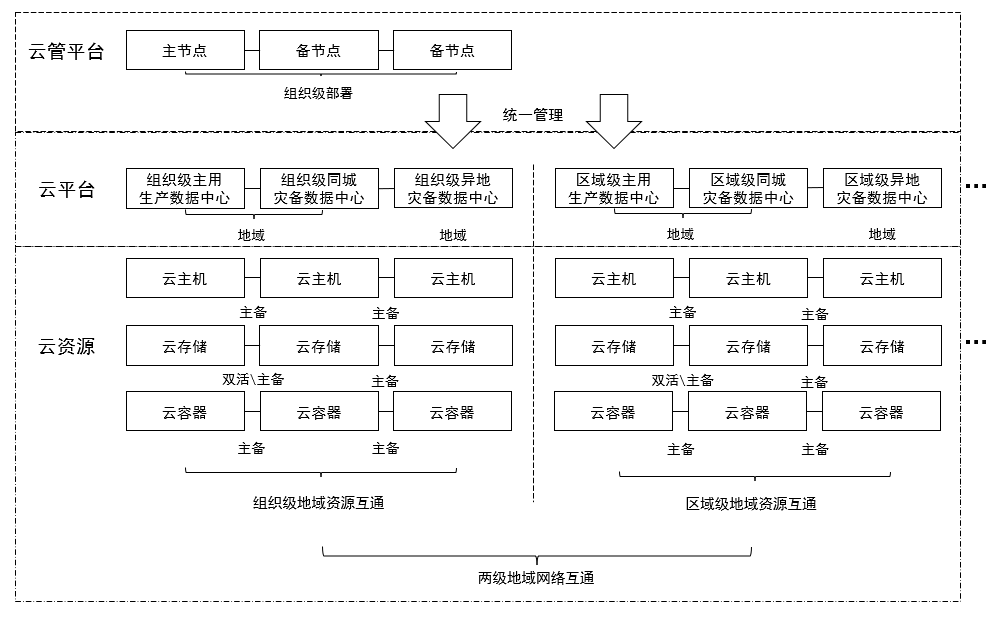 云管平台
主节点
备节点
备节点
组织级部署
统一管理
云平台
组织级主用
生产数据中心
组织级同城
灾备数据中心
组织级异地
灾备数据中心
区域级主用
生产数据中心
区域级同城
灾备数据中心
区域级异地
灾备数据中心
...
地域
地域
地域
地域
云资源
云主机
云主机
云主机
云主机
云主机
云主机
主备
主备
主备
主备
云存储
云存储
云存储
云存储
云存储
云存储
...
双活\主备
主备
双活\主备
主备
云容器
云容器
云容器
云容器
云容器
云容器
主备
主备
主备
主备
组织级地域资源互通
区域级地域资源互通
两级地域网络互通